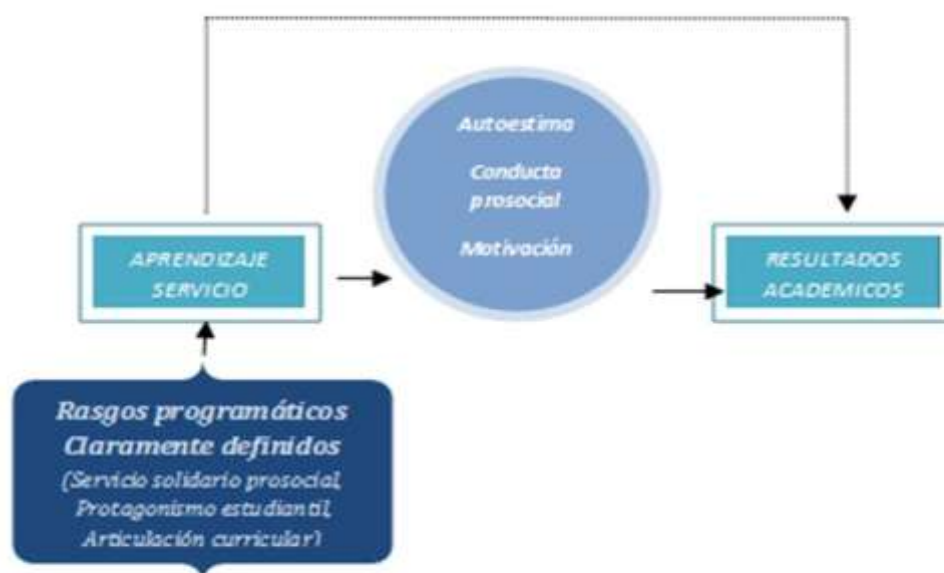 Autoestima
Conducta
prosocial
Motivación
APRENDIZAJE
SERVICIO
RESULTADOS
ACADEMICOS
Rasgos programáticos
Claramente definidos
(Servicio solidario prosocial,
Protagonismo estudiantil,
Articulación curricular)